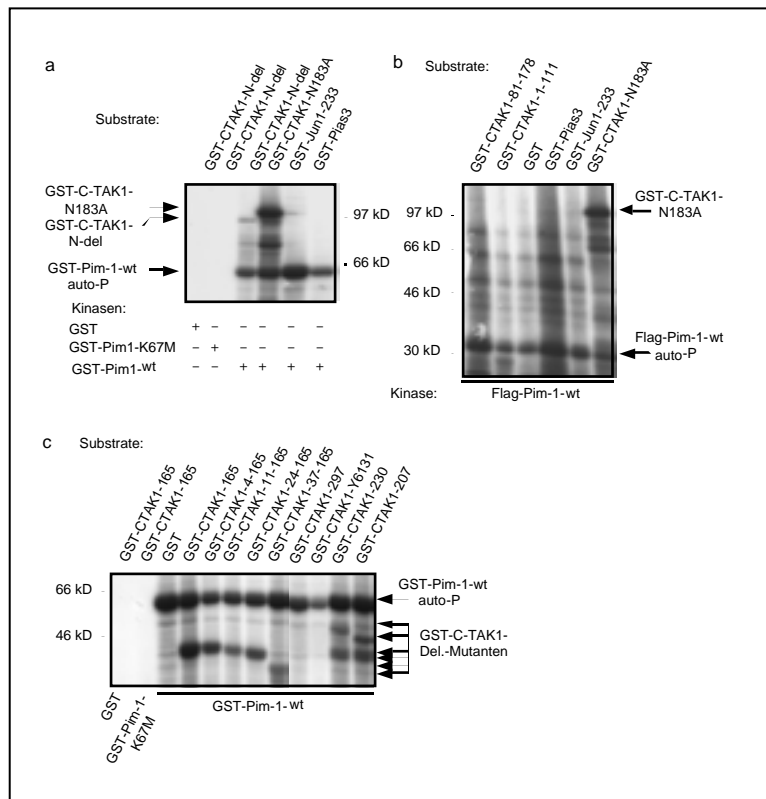 a
Substrate:
GST-CTAK1-N-del
GST-CTAK1-N-del
GST-CTAK1-N-del
GST-CTAK1-N183A
GST-Jun1-233
GST-Pias3
GST-C-TAK1-
N183A
GST-C-TAK1-
N-del
GST-Pim-1-wt
auto-P
97 kD
66 kD
Kinasen:
GST + – – – – –
GST-Pim1-K67M – + – – – –
GST-Pim1-wt – – + + + +
b
Substrate:
GST-CTAK1-81-178
GST-CTAK1-1-111
GST
GST-Pias3
GST-Jun1-233
GST-CTAK1-N183A
97 kD
66 kD
46 kD
30 kD
GST-C-TAK1-
N183A
Flag-Pim-1-wt
auto-P
Kinase: Flag-Pim-1-wt
c
Substrate:
GST-CTAK1-165
GST-CTAK1-165
GST
GST-CTAK1-165
GST-CTAK1-4-165
GST-CTAK1-11-165
GST-CTAK1-24-165
GST-CTAK1-37-165
GST-CTAK1-297
GST-CTAK1-Y6131
GST-CTAK1-230
GST-CTAK1-207
66 kD
46 kD
GST-Pim-1-wt
auto-P
GST-C-TAK1-
Del.-Mutanten
GST
GST-Pim-1-
K67M
GST-Pim-1-wt